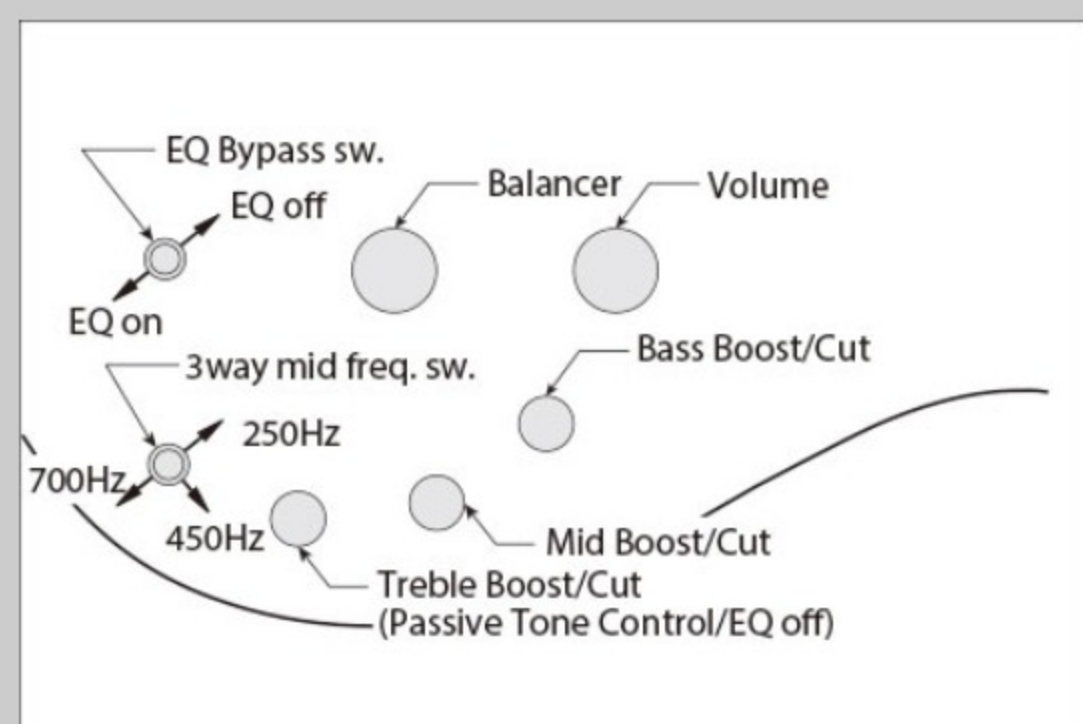 EQ Bypass sw.
EQ off
EQ on
Balancer
Volume
3way mid freq. sw.
250Hz
700Hz
450Hz
Bass Boost/Cut
Mid Boost/Cut
Treble Boost/Cut
(Passive Tone Control/EQ off)